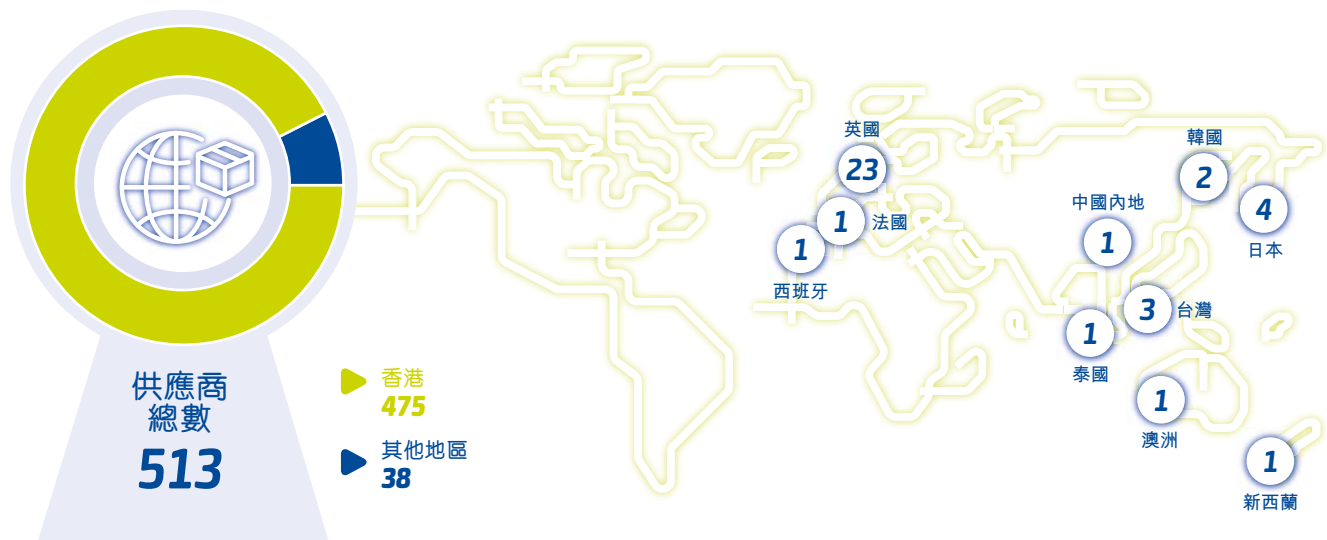 供應商
總數
513
香港
475
其他地區
38
英國
23
1
法國
1
西班牙
韓國
2
4
日本
中國內地
1
3
台灣
1
泰國
1
澳洲
1
新西蘭